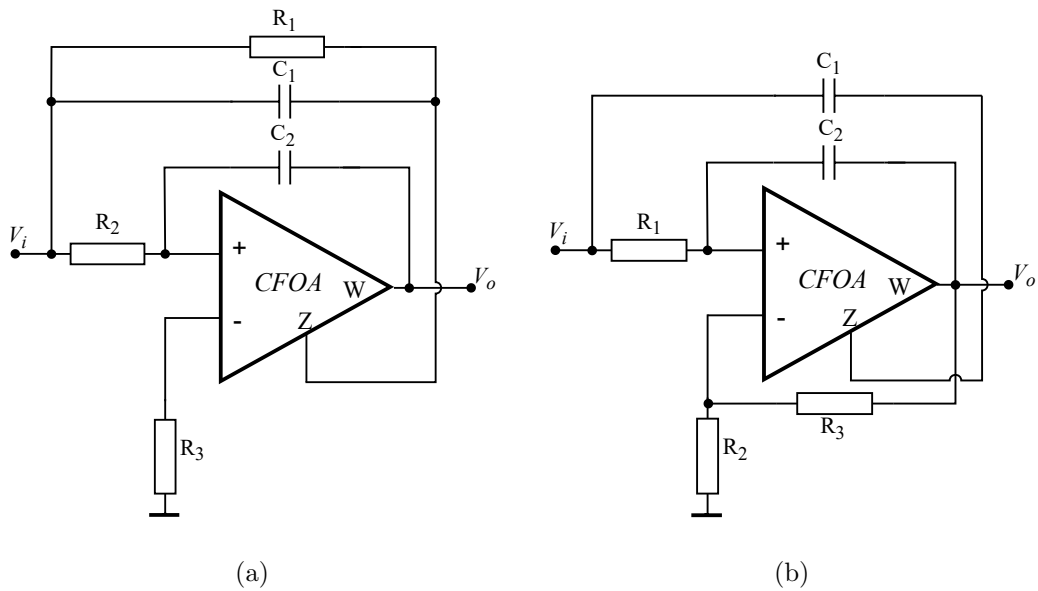 R1
C1
C2
Vi
R2
+
CFOA
W
Vo
-
Z
R3
(a)
C1
C2
Vi
R1
+
CFOA
W
Vo
-
Z
R3
R2
(b)